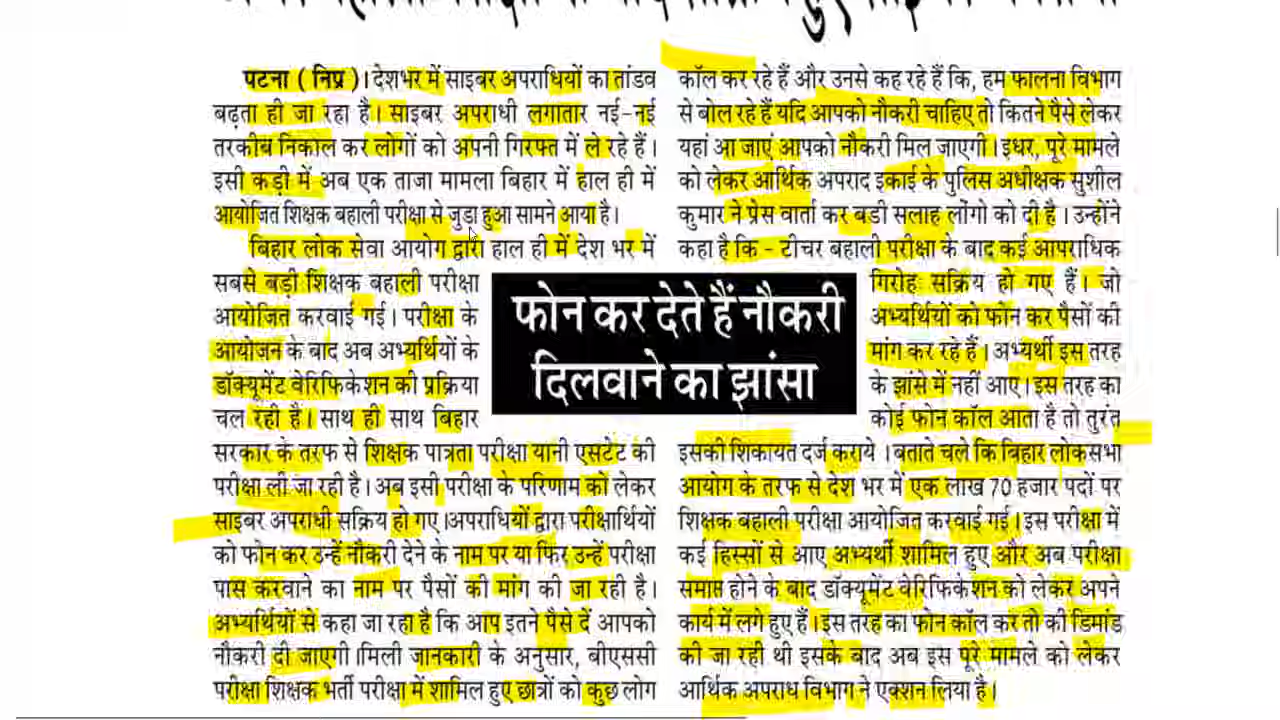 पटना ( निप्र )। देशभर में साइबर अपराधियों का तांडव
बढ़ता ही जा रहा है। साइबर अपराधी लगातार नई-नई
तरकीब निकाल कर लोगों को अपनी गिरफ्त में ले रहे हैं।
इसी कड़ी में अब एक ताजा मामला बिहार में हाल ही में
आयोजित शिक्षक बहाली परीक्षा से जुड़ा हुआ सामने आया है।
बिहार लोक सेवा आयोग द्वारा हाल ही में देश भर में
सबसे बड़ी शिक्षक बहाली परीक्षा
आयोजित करवाई गई। परीक्षा के
आयोजन के बाद अब अभ्यर्थियों के
डॉक्यूमेंट वेरिफिकेशन की प्रक्रिया
चल रही है। साथ ही साथ बिहार
सरकार के तरफ से शिक्षक पात्रता परीक्षा यानी एसटेट की
परीक्षा ली जा रही है। अब इसी परीक्षा के परिणाम को लेकर
साइबर अपराधी सक्रिय हो गए।अपराधियों द्वारा परीक्षार्थियों
को फोन कर उन्हें नौकरी देने के नाम पर या फिर उन्हें परीक्षा
पास करवाने का नाम पर पैसों की मांग की जा रही है।
अभ्यर्थियों से कहा जा रहा है कि आप इतने पैसे दें आपको
नौकरी दी जाएगी।मिली जानकारी के अनुसार, बीएससी
परीक्षा शिक्षक भर्ती परीक्षा में शामिल हुए छात्रों को कुछ लोग
फोन कर देते हैं नौकरी
दिलवाने का झांसा
कॉल कर रहे हैं और उनसे कह रहे हैं कि, हम फालना विभाग
से बोल रहे हैं यदि आपको नौकरी चाहिए तो कितने पैसे लेकर
यहां आ जाएं आपको नौकरी मिल जाएगी। इधर, पूरे मामले
को लेकर आर्थिक अपराद इकाई के पुलिस अधीक्षक सुशील
कुमार ने प्रेस वार्ता कर बडी सलाह लोंगो को दी है। उन्होंने
कहा है कि - टीचर बहाली परीक्षा के बाद कई आपराधिक
गिरोह सक्रिय हो गए हैं। जो
अभ्यर्थियों को फोन कर पैसों की
मांग कर रहे हैं। अभ्यर्थी इस तरह
के झांसे में नहीं आए। इस तरह का
कोई फोन कॉल आता है तो तुरंत
इसकी शिकायत दर्ज कराये ।बताते चले कि बिहार लोकसभा
आयोग के तरफ से देश भर में एक लाख 70 हजार पदों पर
शिक्षक बहाली परीक्षा आयोजित करवाई गई। इस परीक्षा में
कई हिस्सों से आए अभ्यर्थी शामिल हुए और अब परीक्षा
समाप्त होने के बाद डॉक्यूमेंट वेरिफिकेशन को लेकर अपने
कार्य में लगे हुए हैं। इस तरह का फोन कॉल कर तो की डिमांड
की जा रही थी इसके बाद अब इस पूरे मामले को लेकर
आर्थिक अपराध विभाग ने एक्शन लिया है।